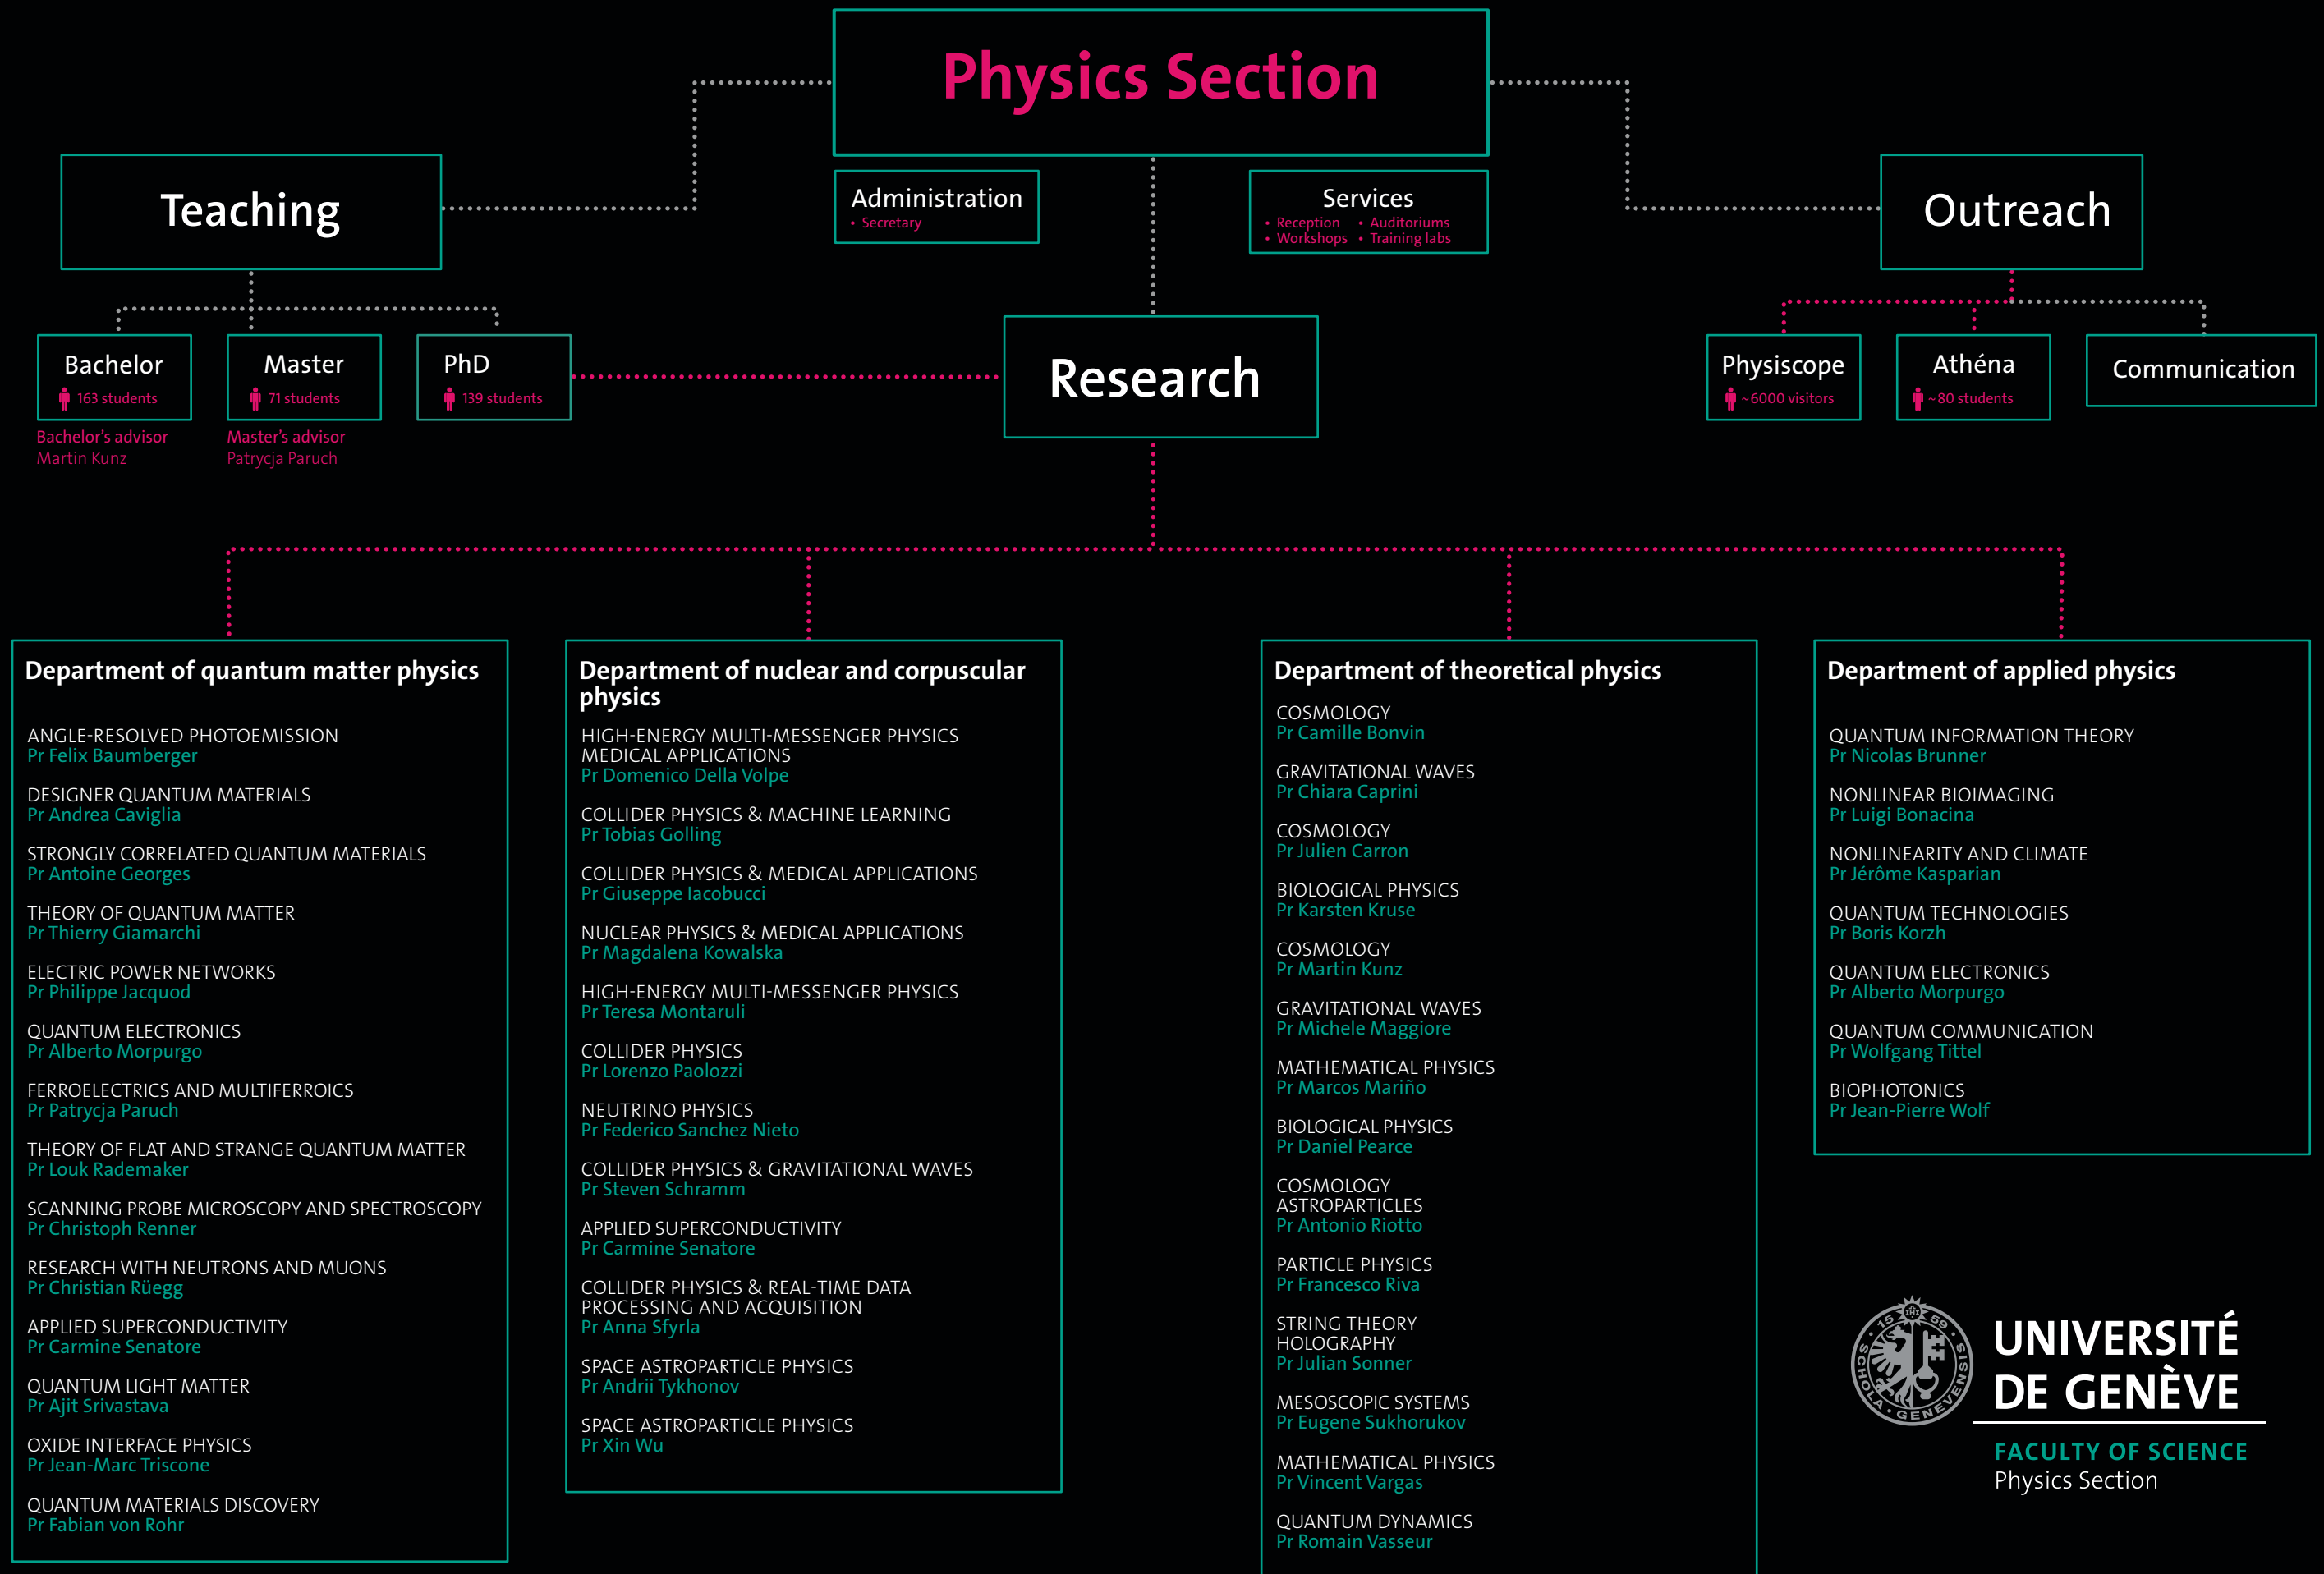 Physics Section
Teaching
Administration
• Secretary
Services
• Reception • Auditoriums
• Workshops • Training labs
Outreach
Bachelor
163 students
Bachelor's advisor
Martin Kunz
Master
71 students
Master's advisor
Patrycja Paruch
PhD
139 students
Research
Physiscope
~6000 visitors
Athéna
~80 students
Communication
Department of quantum matter physics
ANGLE-RESOLVED PHOTOEMISSION
Pr Felix Baumberger
DESIGNER QUANTUM MATERIALS
Pr Andrea Caviglia
STRONGLY CORRELATED QUANTUM MATERIALS
Pr Antoine Georges
THEORY OF QUANTUM MATTER
Pr Thierry Giamarchi
ELECTRIC POWER NETWORKS
Pr Philippe Jacquod
QUANTUM ELECTRONICS
Pr Alberto Morpurgo
FERROELECTRICS AND MULTIFERROICS
Pr Patrycja Paruch
THEORY OF FLAT AND STRANGE QUANTUM MATTER
Pr Louk Rademaker
SCANNING PROBE MICROSCOPY AND SPECTROSCOPY
Pr Christoph Renner
RESEARCH WITH NEUTRONS AND MUONS
Pr Christian Rüegg
APPLIED SUPERCONDUCTIVITY
Pr Carmine Senatore
QUANTUM LIGHT MATTER
Pr Ajit Srivastava
OXIDE INTERFACE PHYSICS
Pr Jean-Marc Triscone
QUANTUM MATERIALS DISCOVERY
Pr Fabian von Rohr
Department of nuclear and corpuscular
physics
HIGH-ENERGY MULTI-MESSENGER PHYSICS
MEDICAL APPLICATIONS
Pr Domenico Della Volpe
COLLIDER PHYSICS & MACHINE LEARNING
Pr Tobias Golling
COLLIDER PHYSICS & MEDICAL APPLICATIONS
Pr Giuseppe Iacobucci
NUCLEAR PHYSICS & MEDICAL APPLICATIONS
Pr Magdalena Kowalska
HIGH-ENERGY MULTI-MESSENGER PHYSICS
Pr Teresa Montaruli
COLLIDER PHYSICS
Pr Lorenzo Paolozzi
NEUTRINO PHYSICS
Pr Federico Sanchez Nieto
COLLIDER PHYSICS & GRAVITATIONAL WAVES
Pr Steven Schramm
APPLIED SUPERCONDUCTIVITY
Pr Carmine Senatore
COLLIDER PHYSICS & REAL-TIME DATA
PROCESSING AND ACQUISITION
Pr Anna Sfyrla
SPACE ASTROPARTICLE PHYSICS
Pr Andrii Tykhonov
SPACE ASTROPARTICLE PHYSICS
Pr Xin Wu
Department of theoretical physics
COSMOLOGY
Pr Camille Bonvin
GRAVITATIONAL WAVES
Pr Chiara Caprini
COSMOLOGY
Pr Julien Carron
BIOLOGICAL PHYSICS
Pr Karsten Kruse
COSMOLOGY
Pr Martin Kunz
GRAVITATIONAL WAVES
Pr Michele Maggiore
MATHEMATICAL PHYSICS
Pr Marcos Mariño
BIOLOGICAL PHYSICS
Pr Daniel Pearce
COSMOLOGY
ASTROPARTICLES
Pr Antonio Riotto
PARTICLE PHYSICS
Pr Francesco Riva
STRING THEORY
HOLOGRAPHY
Pr Julian Sonner
MESOSCOPIC SYSTEMS
Pr Eugene Sukhorukov
MATHEMATICAL PHYSICS
Pr Vincent Vargas
QUANTUM DYNAMICS
Pr Romain Vasseur
Department of applied physics
QUANTUM INFORMATION THEORY
Pr Nicolas Brunner
NONLINEAR BIOIMAGING
Pr Luigi Bonacina
NONLINEARITY AND CLIMATE
Pr Jérôme Kasparian
QUANTUM TECHNOLOGIES
Pr Boris Korzh
QUANTUM ELECTRONICS
Pr Alberto Morpurgo
QUANTUM COMMUNICATION
Pr Wolfgang Tittel
BIOPHOTONICS
Pr Jean-Pierre Wolf
SCHOLA · GENEVENSIS
1559
IHS
UNIVERSITÉ
DE GENÈVE
FACULTY OF SCIENCE
Physics Section